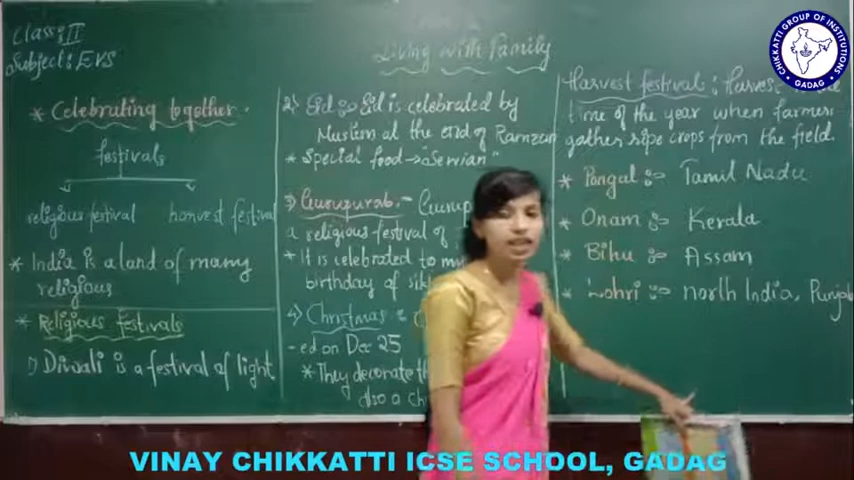 Class: II
Subject: EVS
Living with Family
* Celebrating together.
festivals
religious festival honvest festival
* India is a land of many religious
* Religious festivals
1) Diwali is a festival of light
2) Eid :- Eid is celebrated by
Muslim at the end of Ramzan
* Special food → "Sewian"
3) Gurupurab. - Gurup
a religious festival of
* It is celebrated to
birthday of
4) Christmas
-ed on Dec 25
* They decorate
also a
Harvest festivals : Harvest
time of the year when farmers
gather ripe crops from the field.
* Pongal :- Tamil Nadu
* Onam :- Kerala
* Bihu :- Assam
* Lohri :- north India, Punjab
CHIKKATTI GROUP OF INSTITUTIONS
GADAG
VINAY CHIKKATTI ICSE SCHOOL, GADAG